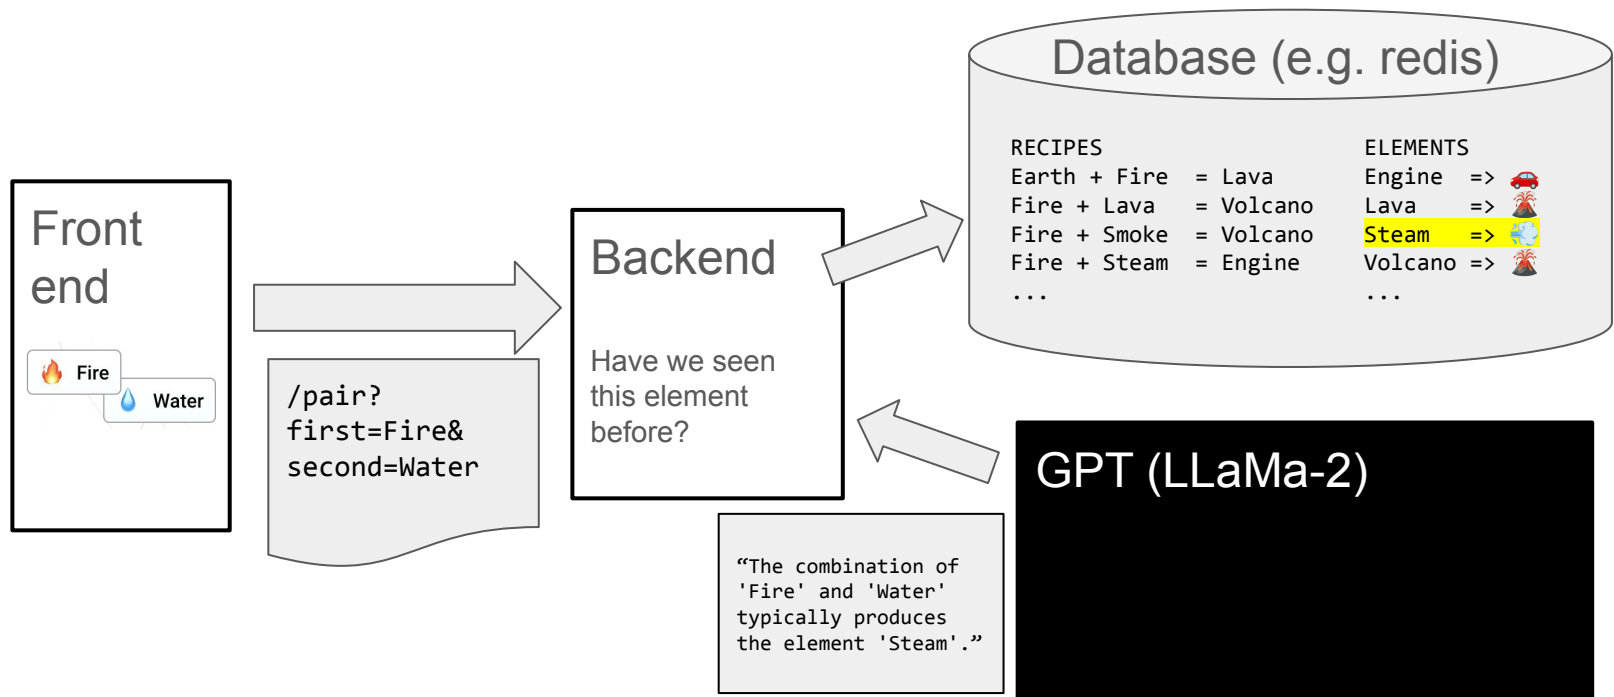 Database (e.g. redis)
RECIPES
Earth + Fire = Lava
Fire + Lava = Volcano
Fire + Smoke = Volcano
Fire + Steam = Engine
...
ELEMENTS
Engine => 🚗
Lava => 🌋
Steam => 💨
Volcano => 🌋
...
Front
end
🔥 Fire
💧 Water
/pair?
first=Fire&
second=Water
Backend
Have we seen
this element
before?
GPT (LLaMa-2)
“The combination of
'Fire' and 'Water'
typically produces
the element 'Steam'.”